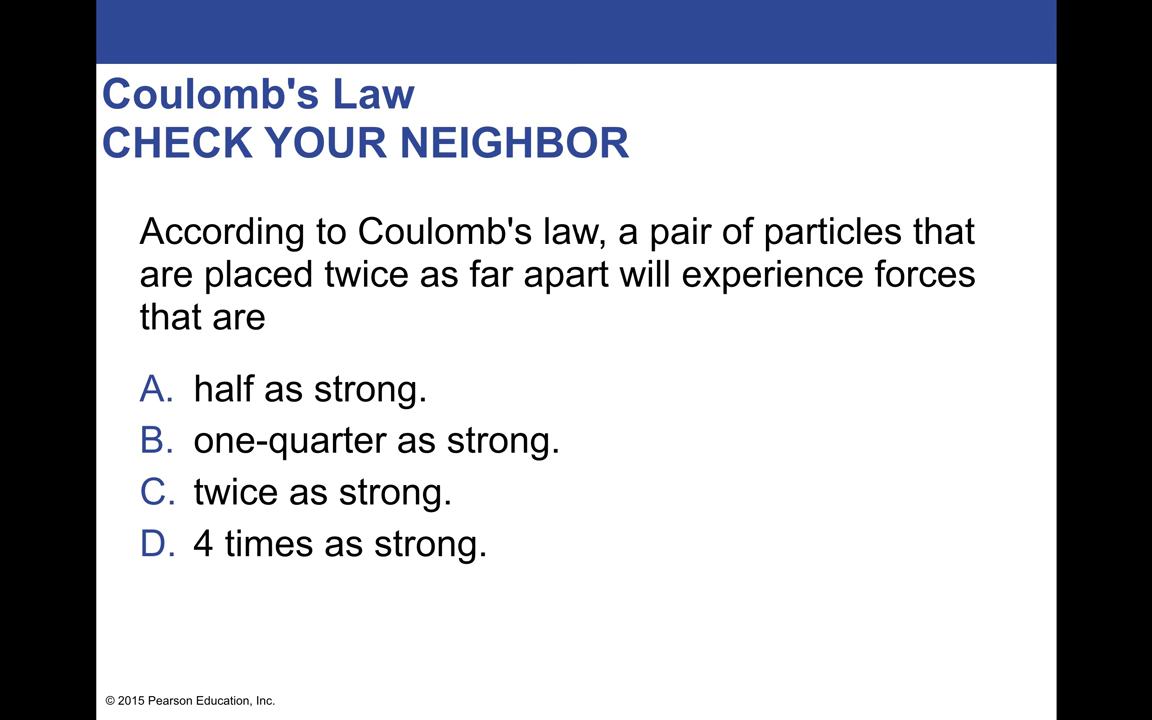 Coulomb's Law
CHECK YOUR NEIGHBOR
According to Coulomb's law, a pair of particles that
are placed twice as far apart will experience forces
that are
A. half as strong.
B. one-quarter as strong.
C. twice as strong.
D. 4 times as strong.
© 2015 Pearson Education, Inc.